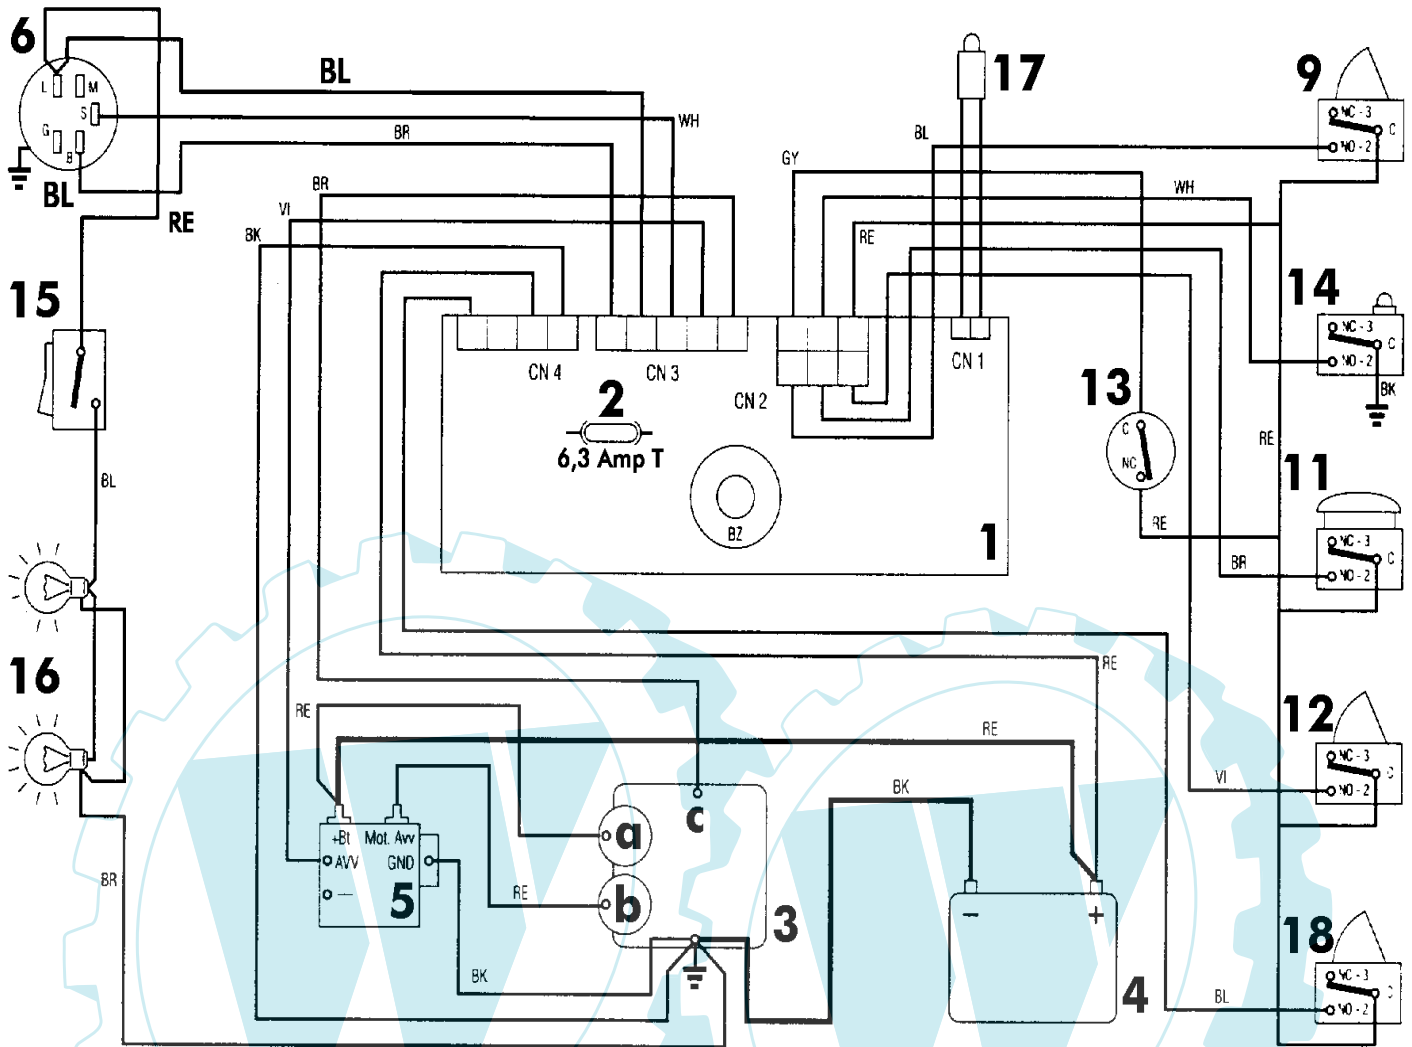 6
L
M
S
G
B
BL
BL
RE
BR
WH
BR
VI
BK
17
GY
BL
WH
RE
9
NC - 3
C
NO - 2
14
NC - 3
C
NO - 2
BK
15
BL
CN 4
CN 3
CN 2
CN 1
2
6,3 Amp T
BZ
1
13
C
NC
RE
RE
11
NC - 3
C
NO - 2
BR
16
RE
RE
RE
12
NC - 3
C
NO - 2
VI
+Bt
Mot. Avv
AVV
GND
—
5
RE
a
b
c
3
BK
BK
BR
−
+
4
18
NC - 3
C
NO - 2
BL